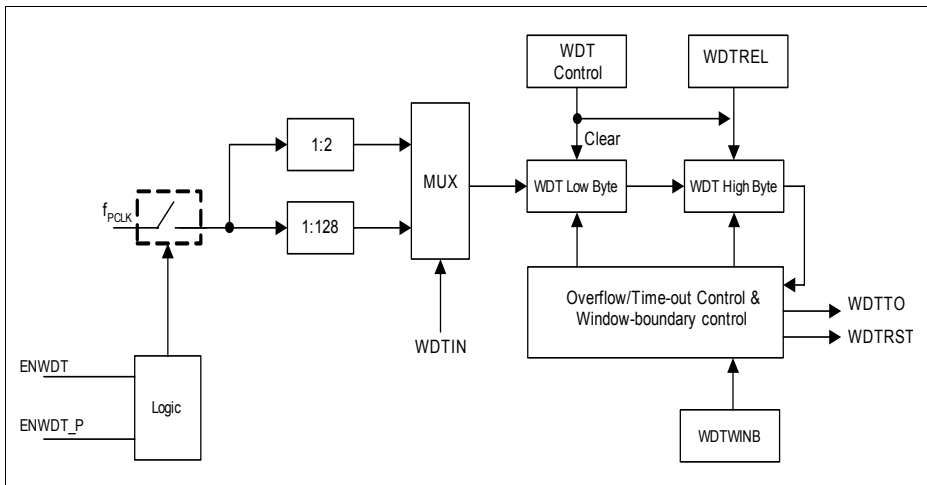 WDT
Control
WDTREL
Clear
1:2
MUX
WDT Low Byte
WDT High Byte
fPCLK
1:128
Overflow/Time-out Control &
Window-boundary control
WDTTO
WDTRST
WDTIN
ENWDT
Logic
ENWDT_P
WDTWINB